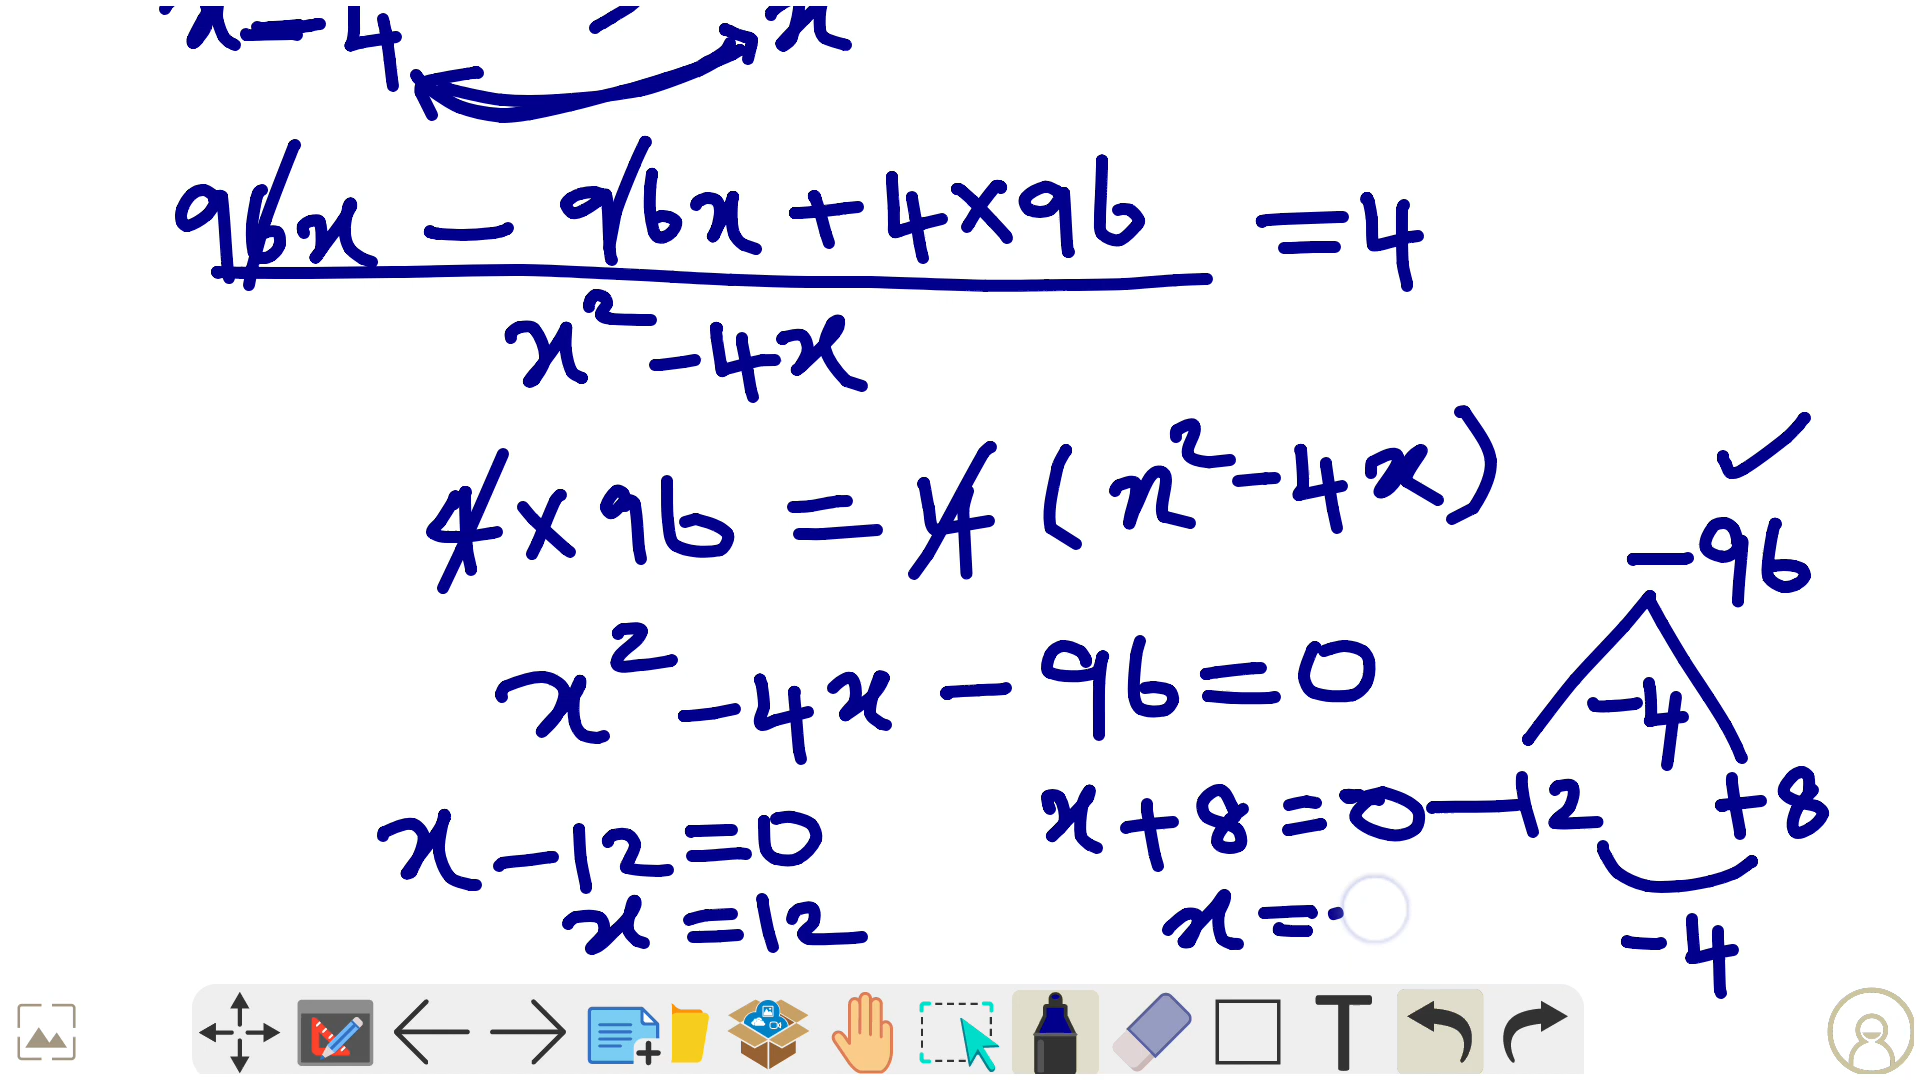 x - 4 - x
96x - 96x + 4 × 96 = 4
x² - 4x
4 × 96 = 4 (x² - 4x)
- 96
x² - 4x - 96 = 0
- 4
x - 12 = 0 x + 8 = 0 - 12 + 8
x = 12 x = -
- 4
T